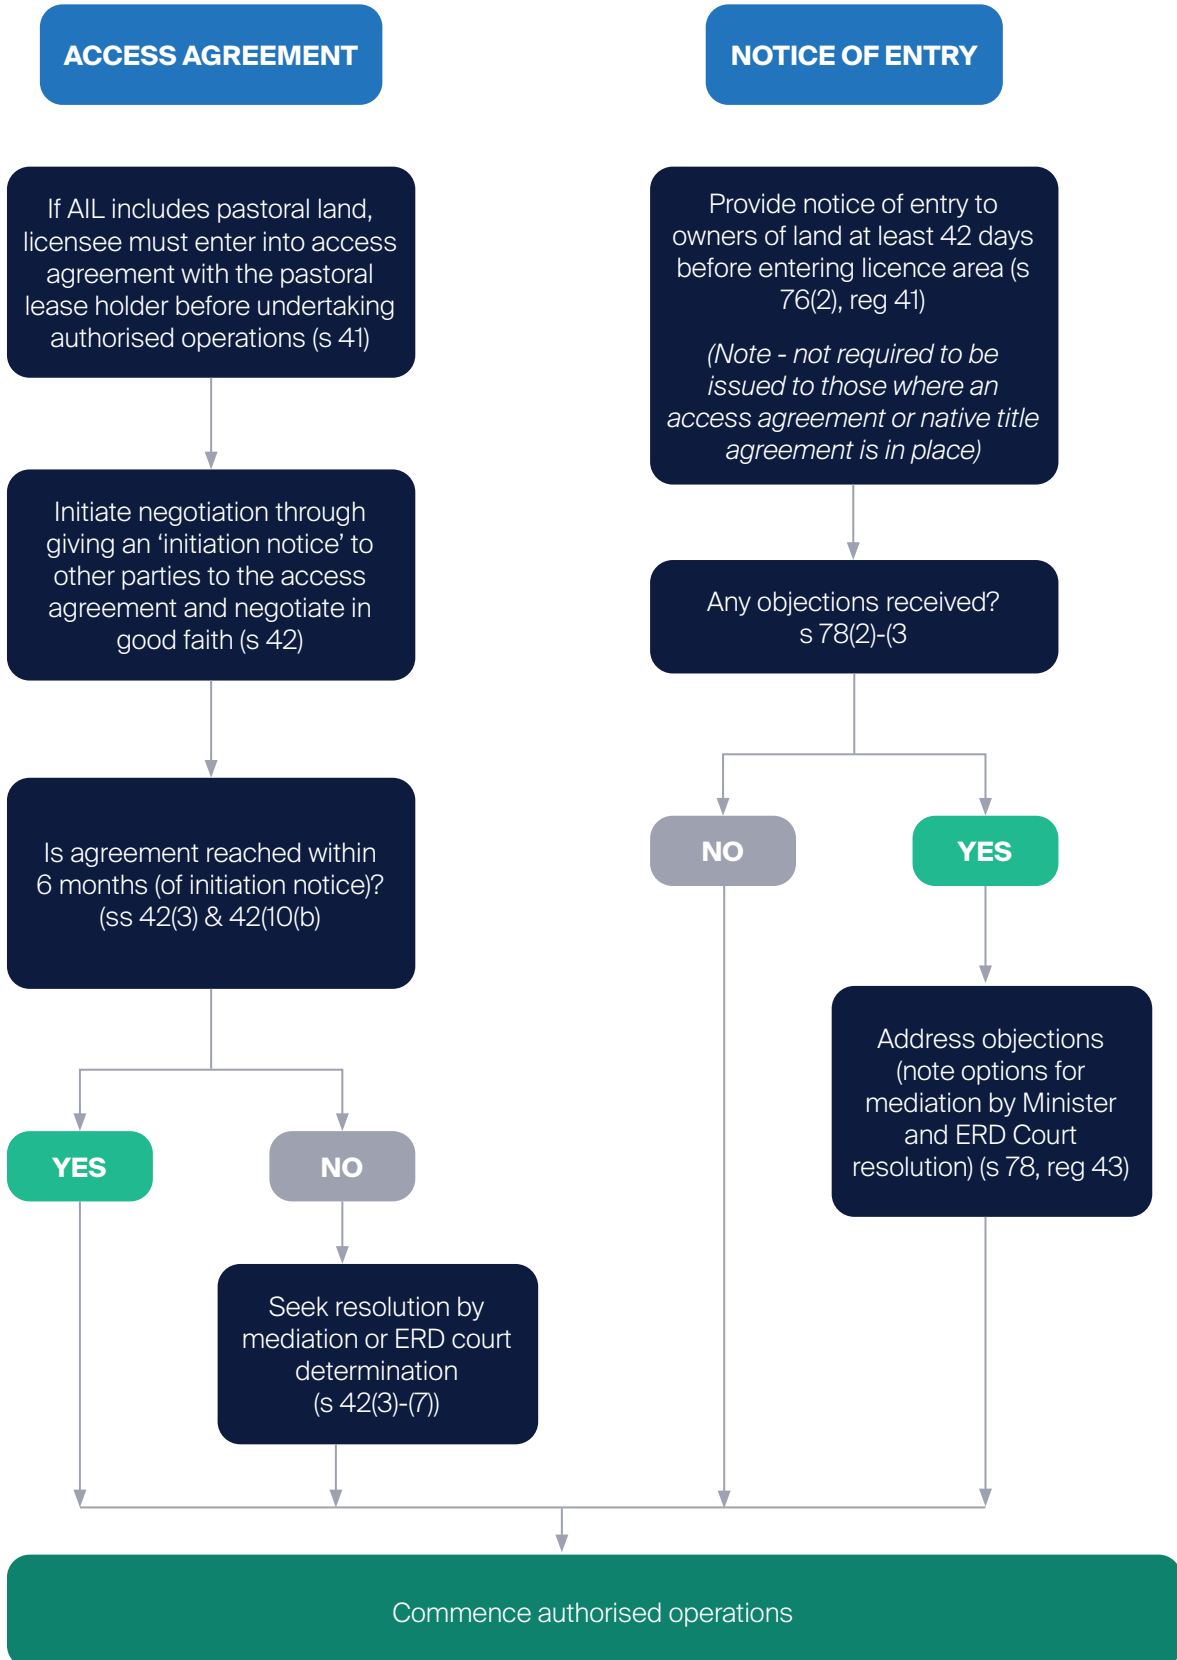 ACCESS AGREEMENT
If AIL includes pastoral land,
licensee must enter into access
agreement with the pastoral
lease holder before undertaking
authorised operations (s 41)
Initiate negotiation through
giving an ‘initiation notice’ to
other parties to the access
agreement and negotiate in
good faith (s 42)
Is agreement reached within
6 months (of initiation notice)?
(ss 42(3) & 42(10(b)
YES
NO
Seek resolution by
mediation or ERD court
determination
(s 42(3)-(7))
NOTICE OF ENTRY
Provide notice of entry to
owners of land at least 42 days
before entering licence area (s
76(2), reg 41)
(Note - not required to be
issued to those where an
access agreement or native title
agreement is in place)
Any objections received?
s 78(2)-(3
NO
YES
Address objections
(note options for
mediation by Minister
and ERD Court
resolution) (s 78, reg 43)
Commence authorised operations